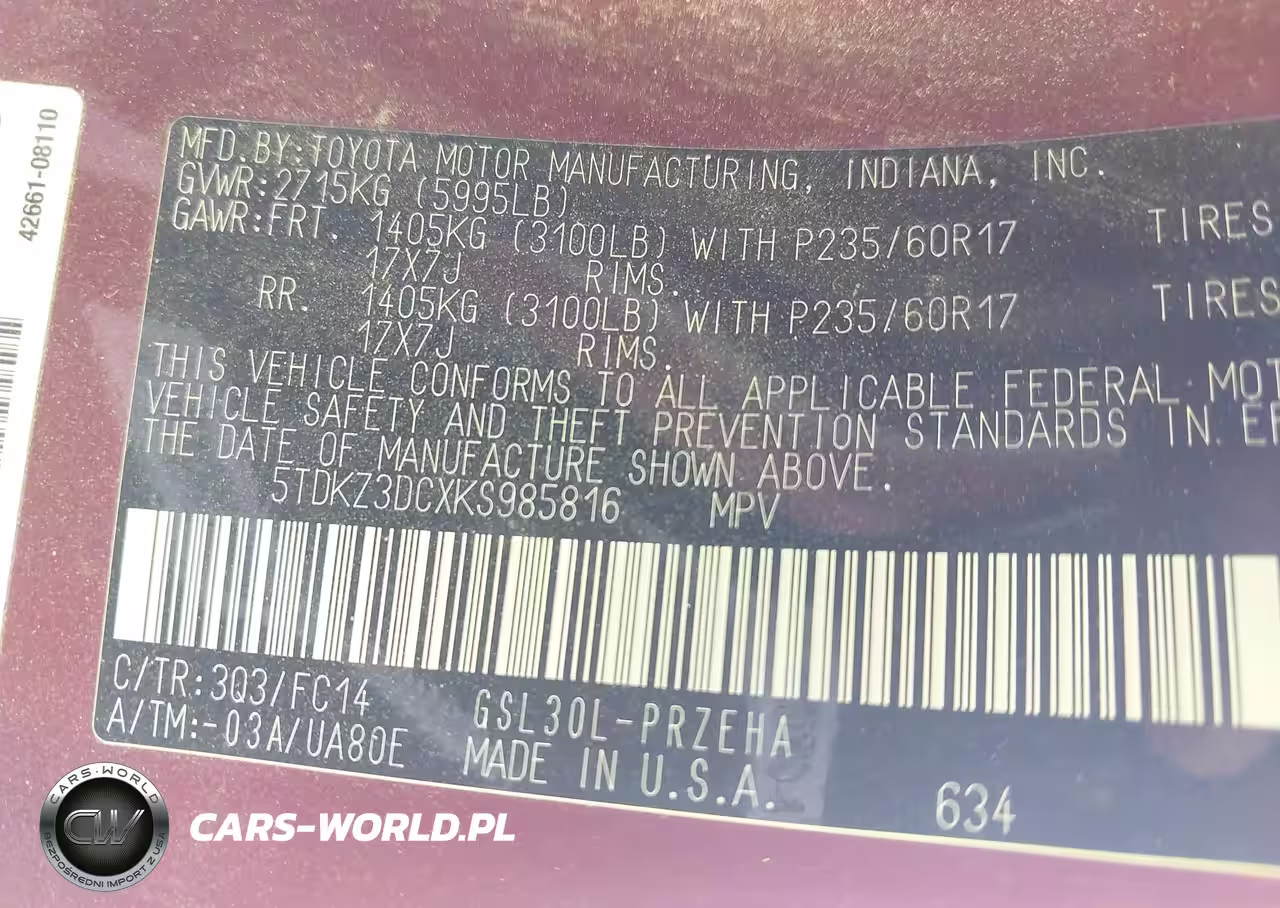 42661-08110
MFD.BY:TOYOTA MOTOR MANUFACTURING, INDIANA, INC.
GVWR:2715KG (5995LB)
GAWR:FRT. 1405KG (3100LB) WITH P235/60R17 TIRES
17X7J RIMS.
RR. 1405KG (3100LB) WITH P235/60R17 TIRES
17X7J RIMS.
THIS VEHICLE CONFORMS TO ALL APPLICABLE FEDERAL MOT
VEHICLE SAFETY AND THEFT PREVENTION STANDARDS IN EF
THE DATE OF MANUFACTURE SHOWN ABOVE.
5TDKZ3DCXKS985816 MPV
C/TR:3Q3/FC14 GSL30L-PRZEHA
A/TM:-03A/UA80E MADE IN U.S.A.
634
CARS-WORLD
CW
BEZPOŚREDNI IMPORT Z USA
CARS-WORLD.PL